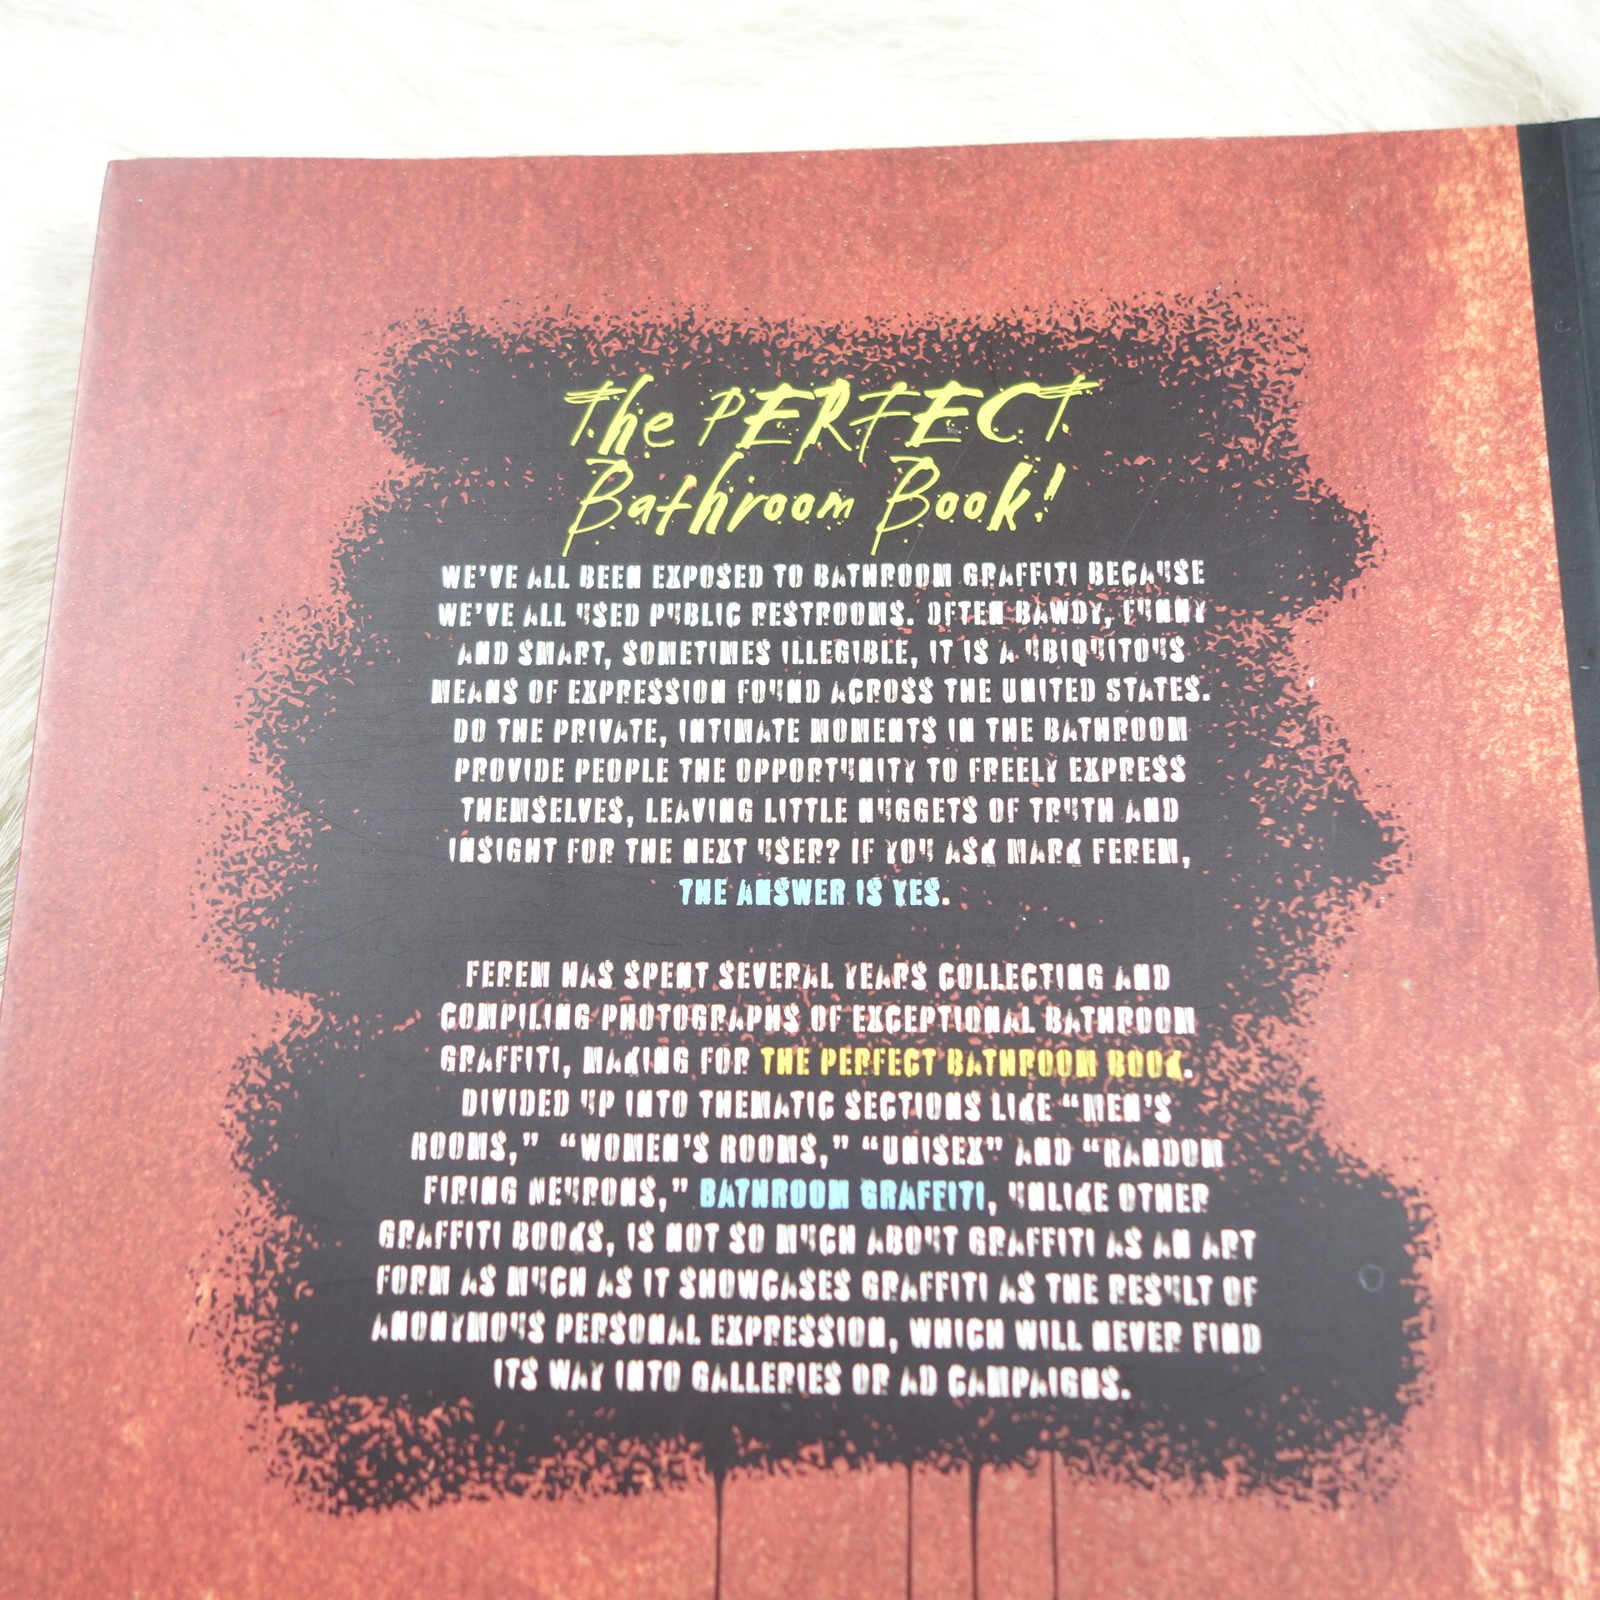 The PERFECT
Bathroom Book!
WE'VE ALL BEEN EXPOSED TO BATHROOM GRAFFITI BECAUSE
WE'VE ALL USED PUBLIC RESTROOMS. OFTEN BAWDY, FUNNY
AND SMART, SOMETIMES ILLEGIBLE, IT IS A UBIQUITOUS
MEANS OF EXPRESSION FOUND ACROSS THE UNITED STATES.
DO THE PRIVATE, INTIMATE MOMENTS IN THE BATHROOM
PROVIDE PEOPLE THE OPPORTUNITY TO FREELY EXPRESS
THEMSELVES, LEAVING LITTLE NUGGETS OF TRUTH AND
INSIGHT FOR THE NEXT USER? IF YOU ASK MARK FEREM,
THE ANSWER IS YES.
FEREM HAS SPENT SEVERAL YEARS COLLECTING AND
COMPILING PHOTOGRAPHS OF EXCEPTIONAL BATHROOM
GRAFFITI, MAKING FOR THE PERFECT BATHROOM BOOK.
DIVIDED UP INTO THEMATIC SECTIONS LIKE "MEN'S
ROOMS," "WOMEN'S ROOMS," "UNISEX" AND "RANDOM
FIRING NEURONS," BATHROOM GRAFFITI, UNLIKE OTHER
GRAFFITI BOOKS, IS NOT SO MUCH ABOUT GRAFFITI AS AN ART
FORM AS MUCH AS IT SHOWCASES GRAFFITI AS THE RESULT OF
ANONYMOUS PERSONAL EXPRESSION, WHICH WILL NEVER FIND
ITS WAY INTO GALLERIES OR AD CAMPAIGNS.